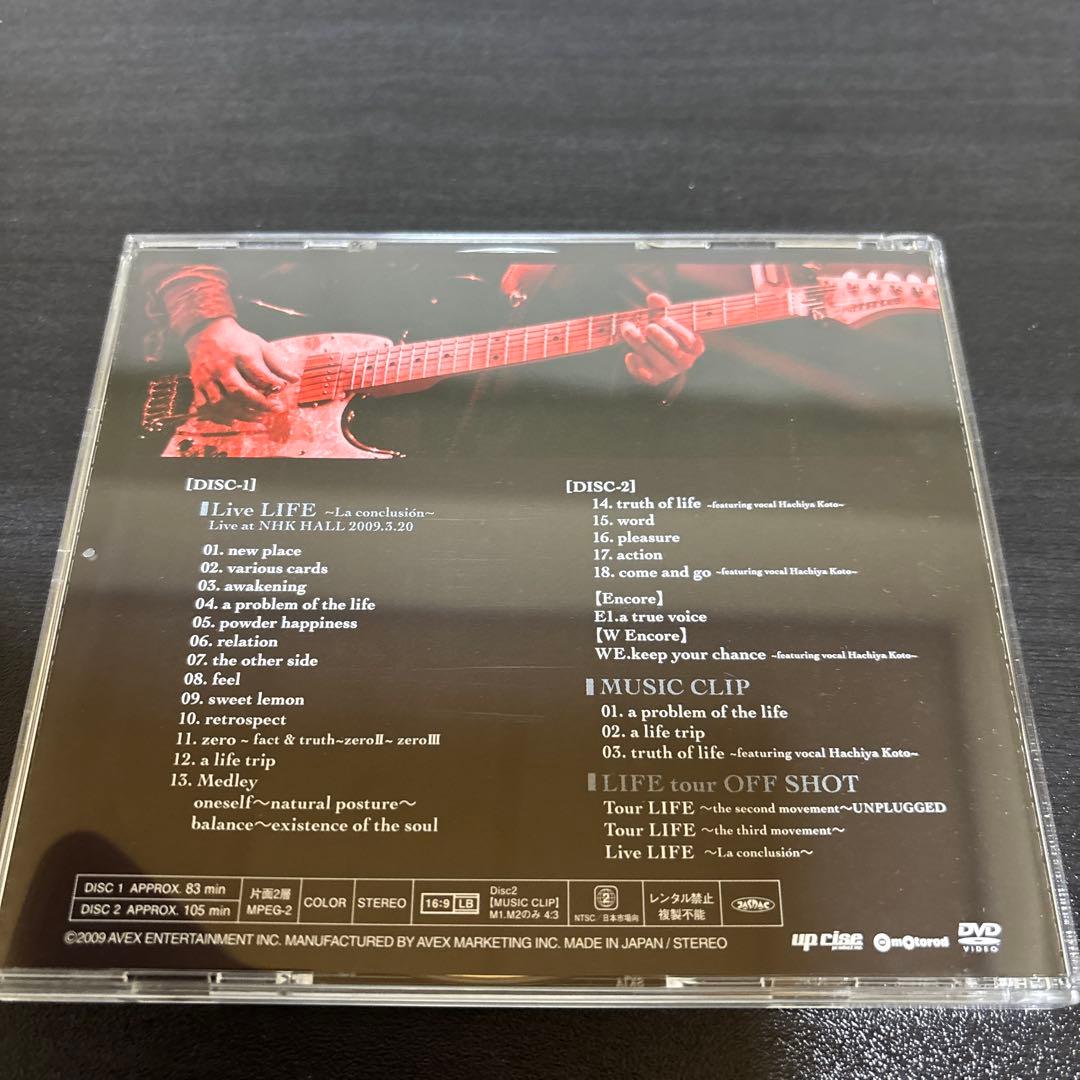 [DISC-1]
Live LIFE ~La conclusión~
Live at NHK HALL 2009.3.20
01. new place
02. various cards
03. awakening
04. a problem of the life
05. powder happiness
06. relation
07. the other side
08. feel
09. sweet lemon
10. retrospect
11. zero ~ fact & truth~zeroⅡ~ zeroⅢ
12. a life trip
13. Medley
oneself～natural posture～
balance～existence of the soul
[DISC-2]
14. truth of life ~featuring vocal Hachiya Koto~
15. word
16. pleasure
17. action
18. come and go ~featuring vocal Hachiya Koto~
【Encore】
E1.a true voice
【W Encore】
WE.keep your chance ~featuring vocal Hachiya Koto~
MUSIC CLIP
01. a problem of the life
02. a life trip
03. truth of life ~featuring vocal Hachiya Koto~
LIFE tour OFF SHOT
Tour LIFE ～the second movement～UNPLUGGED
Tour LIFE ～the third movement～
Live LIFE ～La conclusión～
DISC 1 APPROX. 83 min
DISC 2 APPROX. 105 min
片面2層
MPEG-2
COLOR
STEREO
16:9 LB
Disc2
【MUSIC CLIP】
M1.M2のみ 4:3
2
NTSC／日本市場向
レンタル禁止
複製不能
©2009 AVEX ENTERTAINMENT INC. MANUFACTURED BY AVEX MARKETING INC. MADE IN JAPAN / STEREO
up rise
motorod
DVD
VIDEO